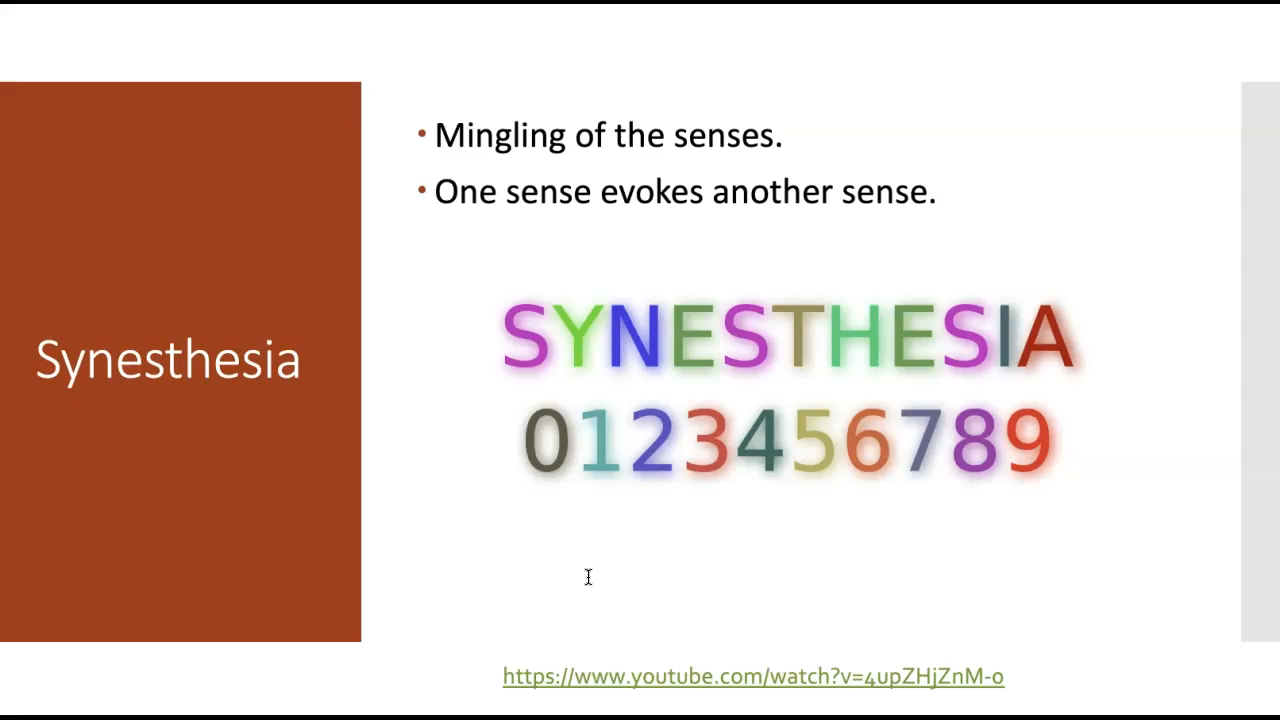 Synesthesia
• Mingling of the senses.
• One sense evokes another sense.
SYNESTHESIA
0123456789
https://www.youtube.com/watch?v=4upZHjZnM-o